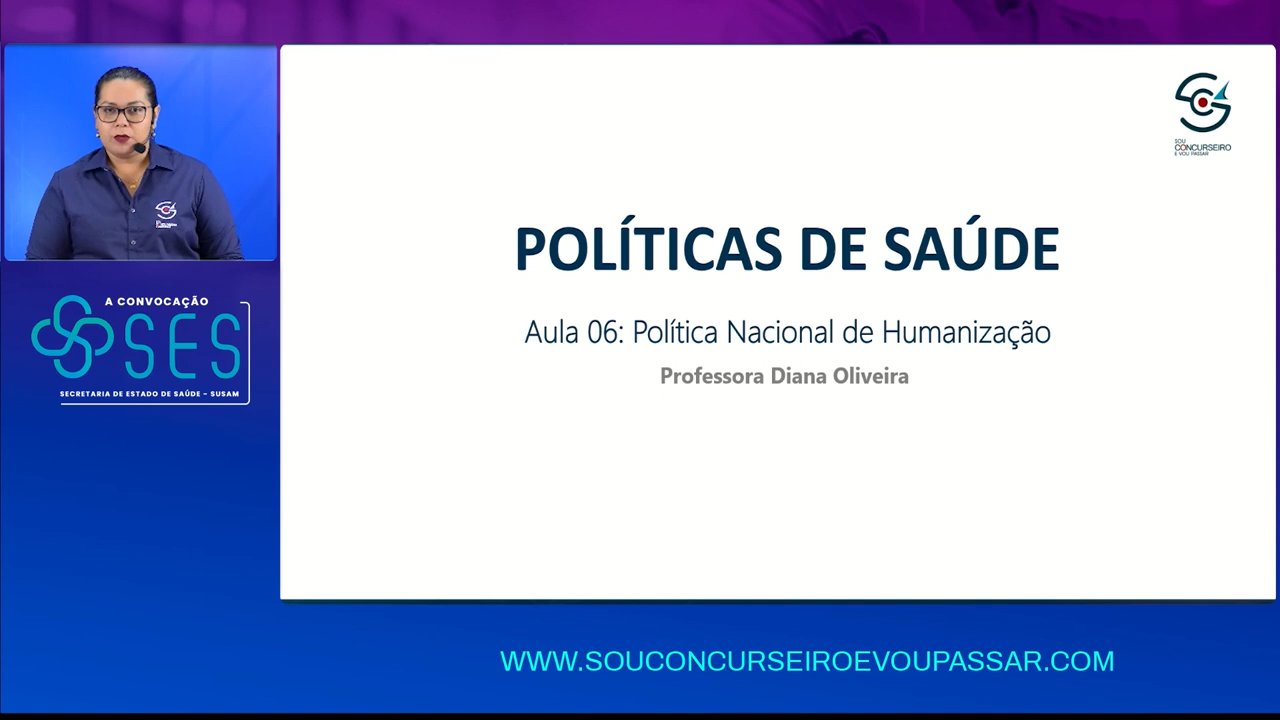 SOU
CONCURSEIRO
E VOU PASSAR
POLÍTICAS DE SAÚDE
Aula 06: Política Nacional de Humanização
Professora Diana Oliveira
A CONVOCAÇÃO
SES
SECRETARIA DE ESTADO DE SAÚDE - SUSAM
WWW.SOUCONCURSEIROEVOUPASSAR.COM